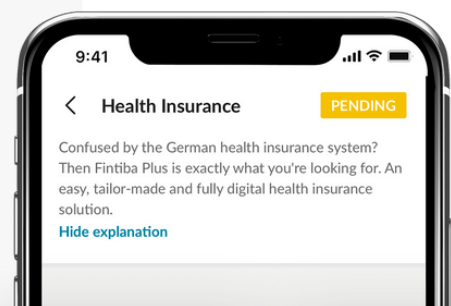 9:41
Health Insurance
PENDING
Confused by the German health insurance system?
Then Fintiba Plus is exactly what you're looking for. An
easy, tailor-made and fully digital health insurance
solution.
Hide explanation